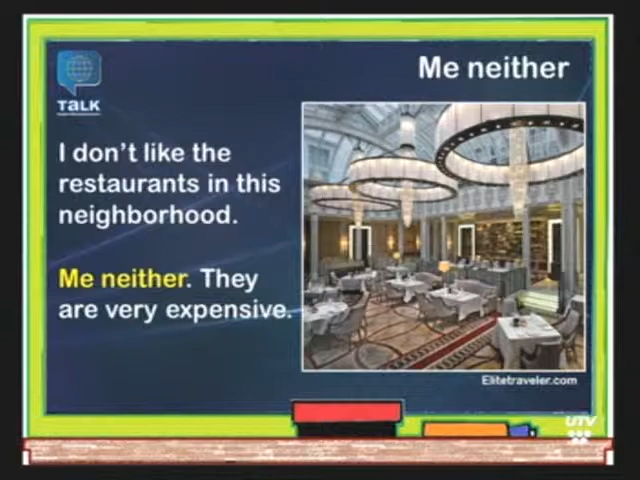 Me neither
TALK
I don't like the
restaurants in this
neighborhood.
Me neither. They
are very expensive.
Elitetraveler.com
UTV